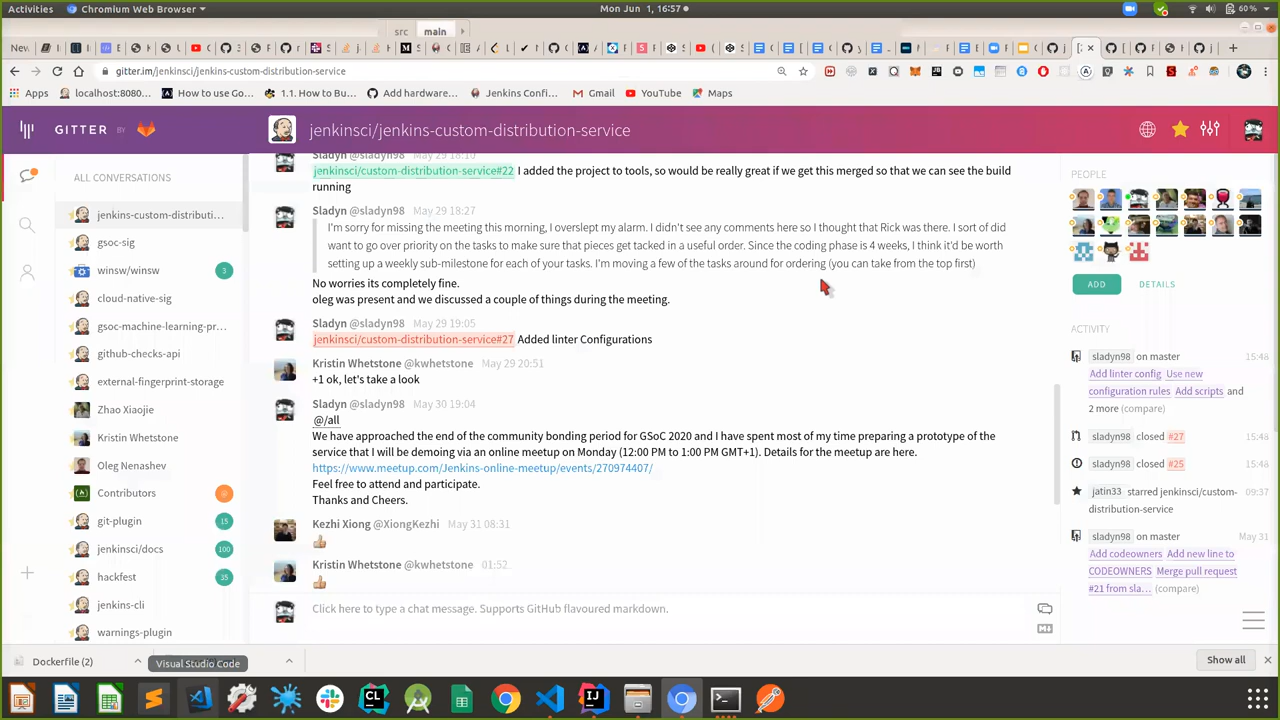 Activities Chromium Web Browser Mon Jun 1, 16:57 60 %
src main
New
gitter.im/jenkinsci/jenkins-custom-distribution-service
Apps localhost:8080... How to use Go... 1.1. How to Bu... Add hardware... Jenkins Confi... Gmail YouTube Maps
GITTER BY
jenkinsci/jenkins-custom-distribution-service
ALL CONVERSATIONS
jenkins-custom-distributi...
gsoc-sig
winsw/winsw 3
cloud-native-sig
gsoc-machine-learning-pr...
github-checks-api
external-fingerprint-storage
Zhao Xiaojie
Kristin Whetstone
Oleg Nenashev
Contributors @
git-plugin 15
jenkinsci/docs 100
hackfest 35
jenkins-cli
warnings-plugin
Sladyn @sladyn98 May 29 18:10
jenkinsci/custom-distribution-service#22 I added the project to tools, so would be really great if we get this merged so that we can see the build
running
Sladyn @sladyn98 May 29 18:27
I'm sorry for missing the meeting this morning, I overslept my alarm. I didn't see any comments here so I thought that Rick was there. I sort of did
want to go over priority on the tasks to make sure that pieces get tacked in a useful order. Since the coding phase is 4 weeks, I think it'd be worth
setting up a weekly sub-milestone for each of your tasks. I'm moving a few of the tasks around for ordering (you can take from the top first)
No worries its completely fine.
oleg was present and we discussed a couple of things during the meeting.
Sladyn @sladyn98 May 29 19:05
jenkinsci/custom-distribution-service#27 Added linter Configurations
Kristin Whetstone @kwhetstone May 29 20:51
+1 ok, let's take a look
Sladyn @sladyn98 May 30 19:04
@/all
We have approached the end of the community bonding period for GSoC 2020 and I have spent most of my time preparing a prototype of the
service that I will be demoing via an online meetup on Monday (12:00 PM to 1:00 PM GMT+1). Details for the meetup are here.
https://www.meetup.com/Jenkins-online-meetup/events/270974407/
Feel free to attend and participate.
Thanks and Cheers.
Kezhi Xiong @XiongKezhi May 31 08:31
Kristin Whetstone @kwhetstone 01:52
Click here to type a chat message. Supports GitHub flavoured markdown.
PEOPLE
ADD DETAILS
ACTIVITY
sladyn98 on master 15:48
Add linter config Use new
configuration rules Add scripts and
2 more (compare)
sladyn98 closed #27 15:48
sladyn98 closed #25 15:48
jatin33 starred jenkinsci/custom- 09:37
distribution-service
sladyn98 on master May 31
Add codeowners Add new line to
CODEOWNERS Merge pull request
#21 from sla... (compare)
Dockerfile (2) Visual Studio Code Show all